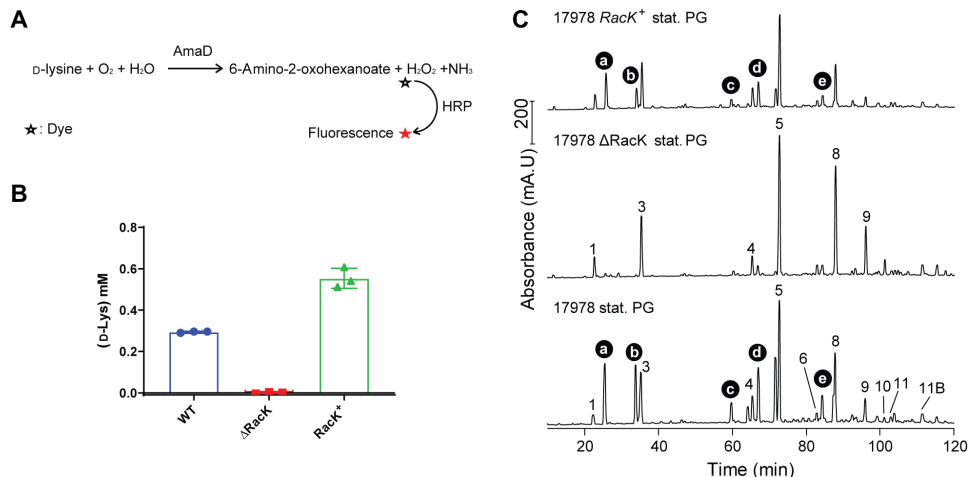 A
D-lysine + O₂ + H₂O
AmaD
6-Amino-2-oxohexanoate + H₂O₂ +NH₃
HRP
☆: Dye
Fluorescence
B
(D-Lys) mM
0.8
0.6
0.4
0.2
0.0
WT
ΔRacK
RacK⁺
C
17978 RacK⁺ stat. PG
a
b
c
d
e
200
Absorbance (mA.U)
17978 ΔRacK stat. PG
1
3
4
5
8
9
17978 stat. PG
1
a
b
3
c
4
d
5
6
e
8
9
10
11
11B
20
40
60
80
100
120
Time (min)